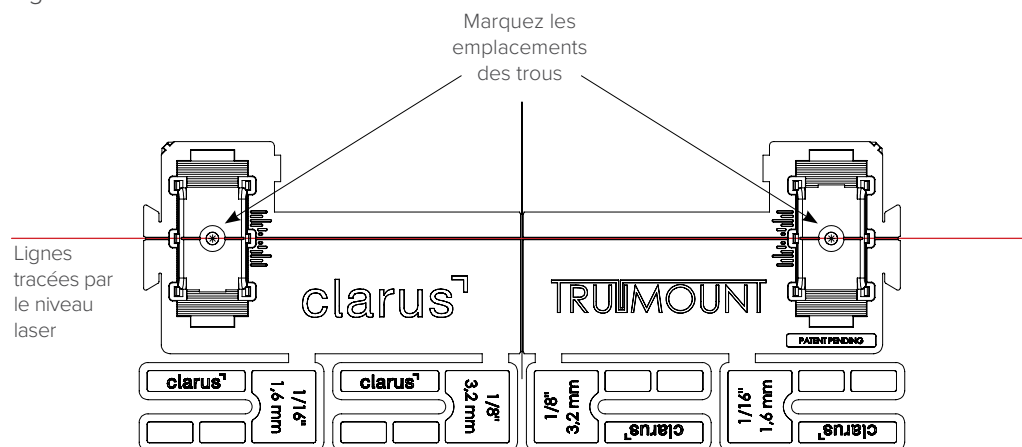 Marquez les
emplacements
des trous
Lignes
tracées par
le niveau
laser
clarus
TRUMOUNT
PATENT PENDING
clarus
1/16"
1,6 mm
clarus
1/8"
3,2 mm
1/8"
3,2 mm
clarus
1/16"
1,6 mm
clarus